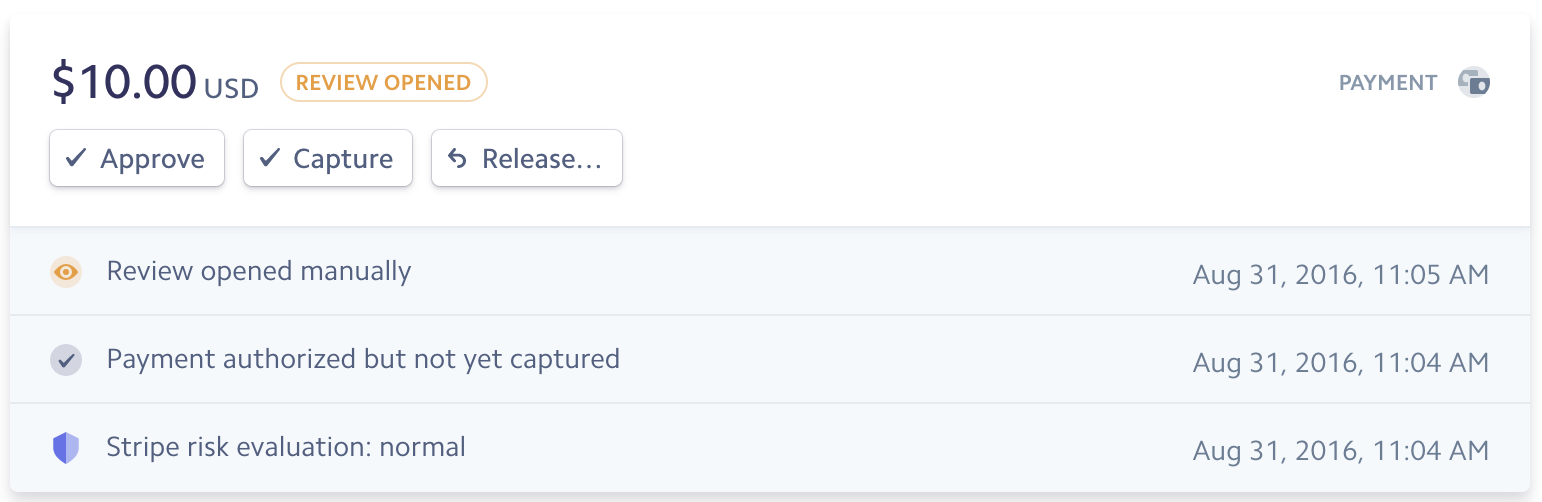 $10.00 USD REVIEW OPENED PAYMENT
Approve Capture Release...
Review opened manually Aug 31, 2016, 11:05 AM
Payment authorized but not yet captured Aug 31, 2016, 11:04 AM
Stripe risk evaluation: normal Aug 31, 2016, 11:04 AM